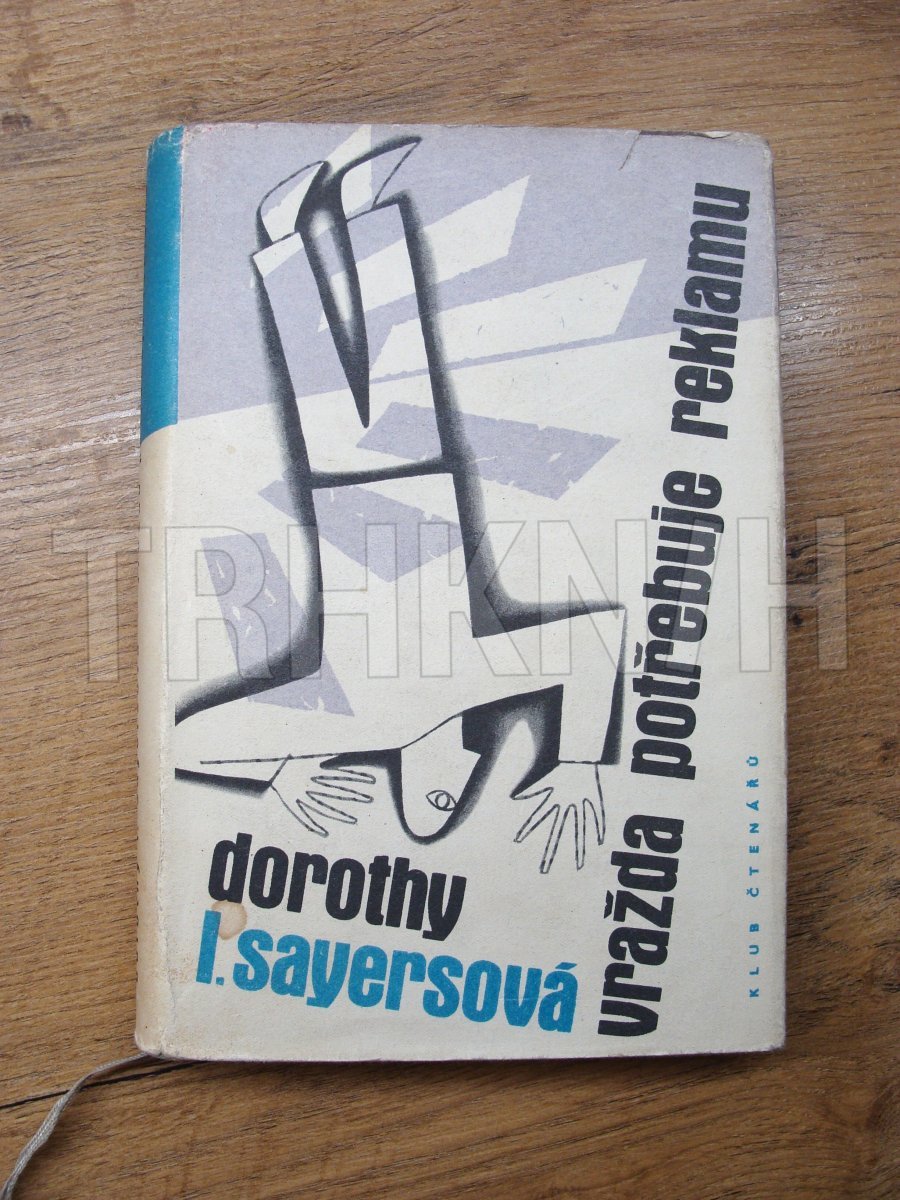 dorothy
l. sayersová
vražda potřebuje reklamu
KLUB ČTENÁŘŮ
TRHKNIH